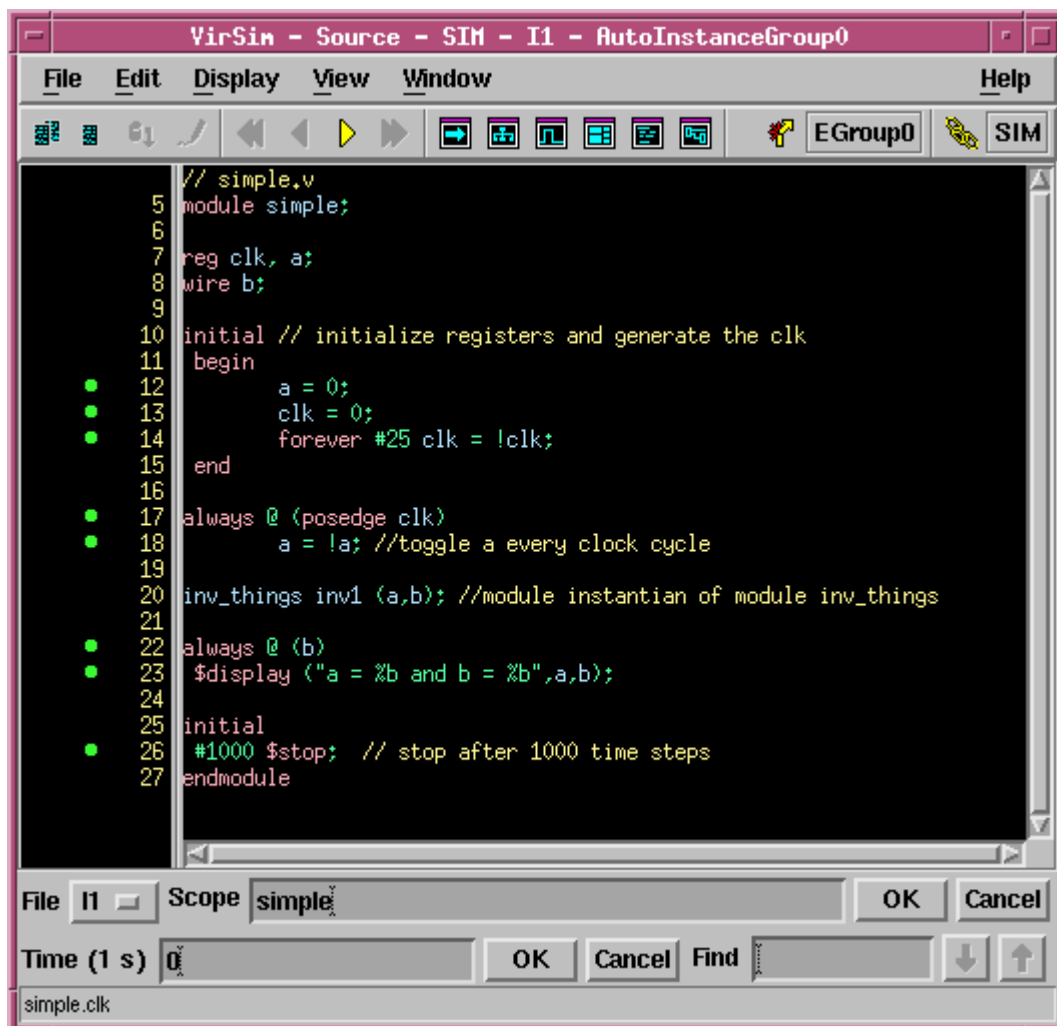 VirSim - Source - SIM - I1 - AutoInstanceGroup0
File Edit Display View Window Help
EGroup0 SIM
// simple.v
5 module simple;
6
7 reg clk, a;
8 wire b;
9
10 initial // initialize registers and generate the clk
11 begin
12 a = 0;
13 clk = 0;
14 forever #25 clk = !clk;
15 end
16
17 always @ (posedge clk)
18 a = !a; //toggle a every clock cycle
19
20 inv_things inv1 (a,b); //module instantian of module inv_things
21
22 always @ (b)
23 $display ("a = %b and b = %b",a,b);
24
25 initial
26 #1000 $stop; // stop after 1000 time steps
27 endmodule
File I1 Scope simple OK Cancel
Time (1 s) 0 OK Cancel Find
simple.clk